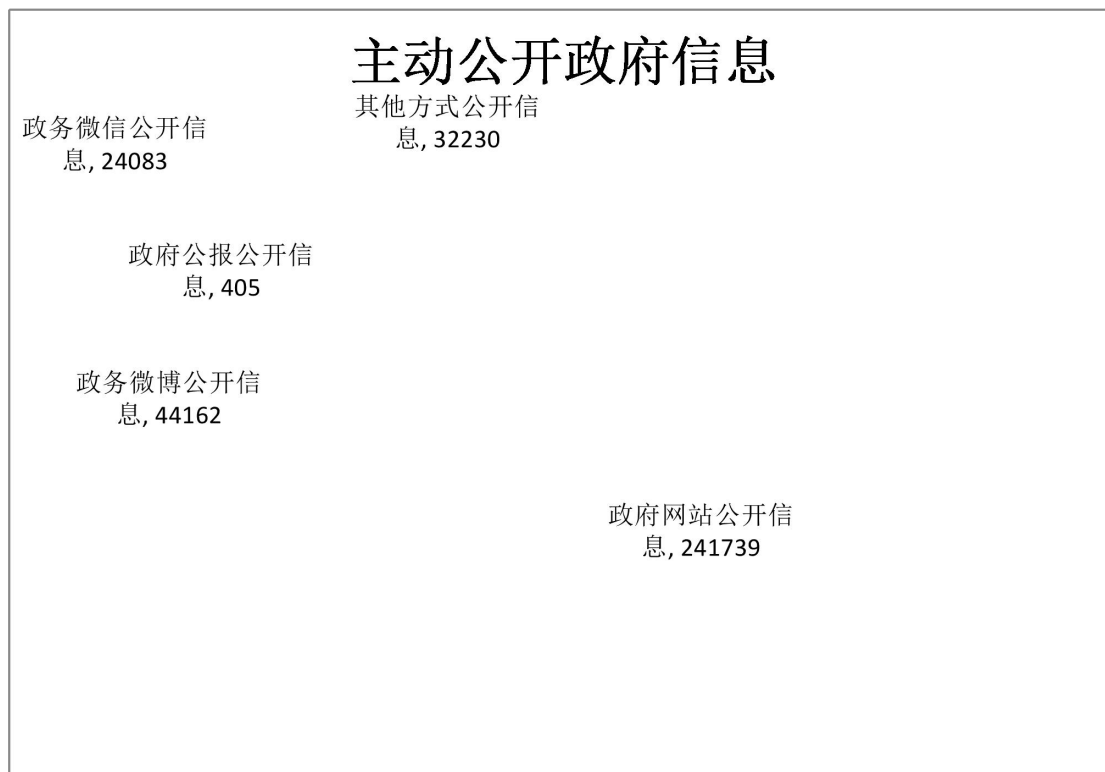 主动公开政府信息
其他方式公开信
息, 32230
政务微信公开信
息, 24083
政府公报公开信
息, 405
政务微博公开信
息, 44162
政府网站公开信
息, 241739